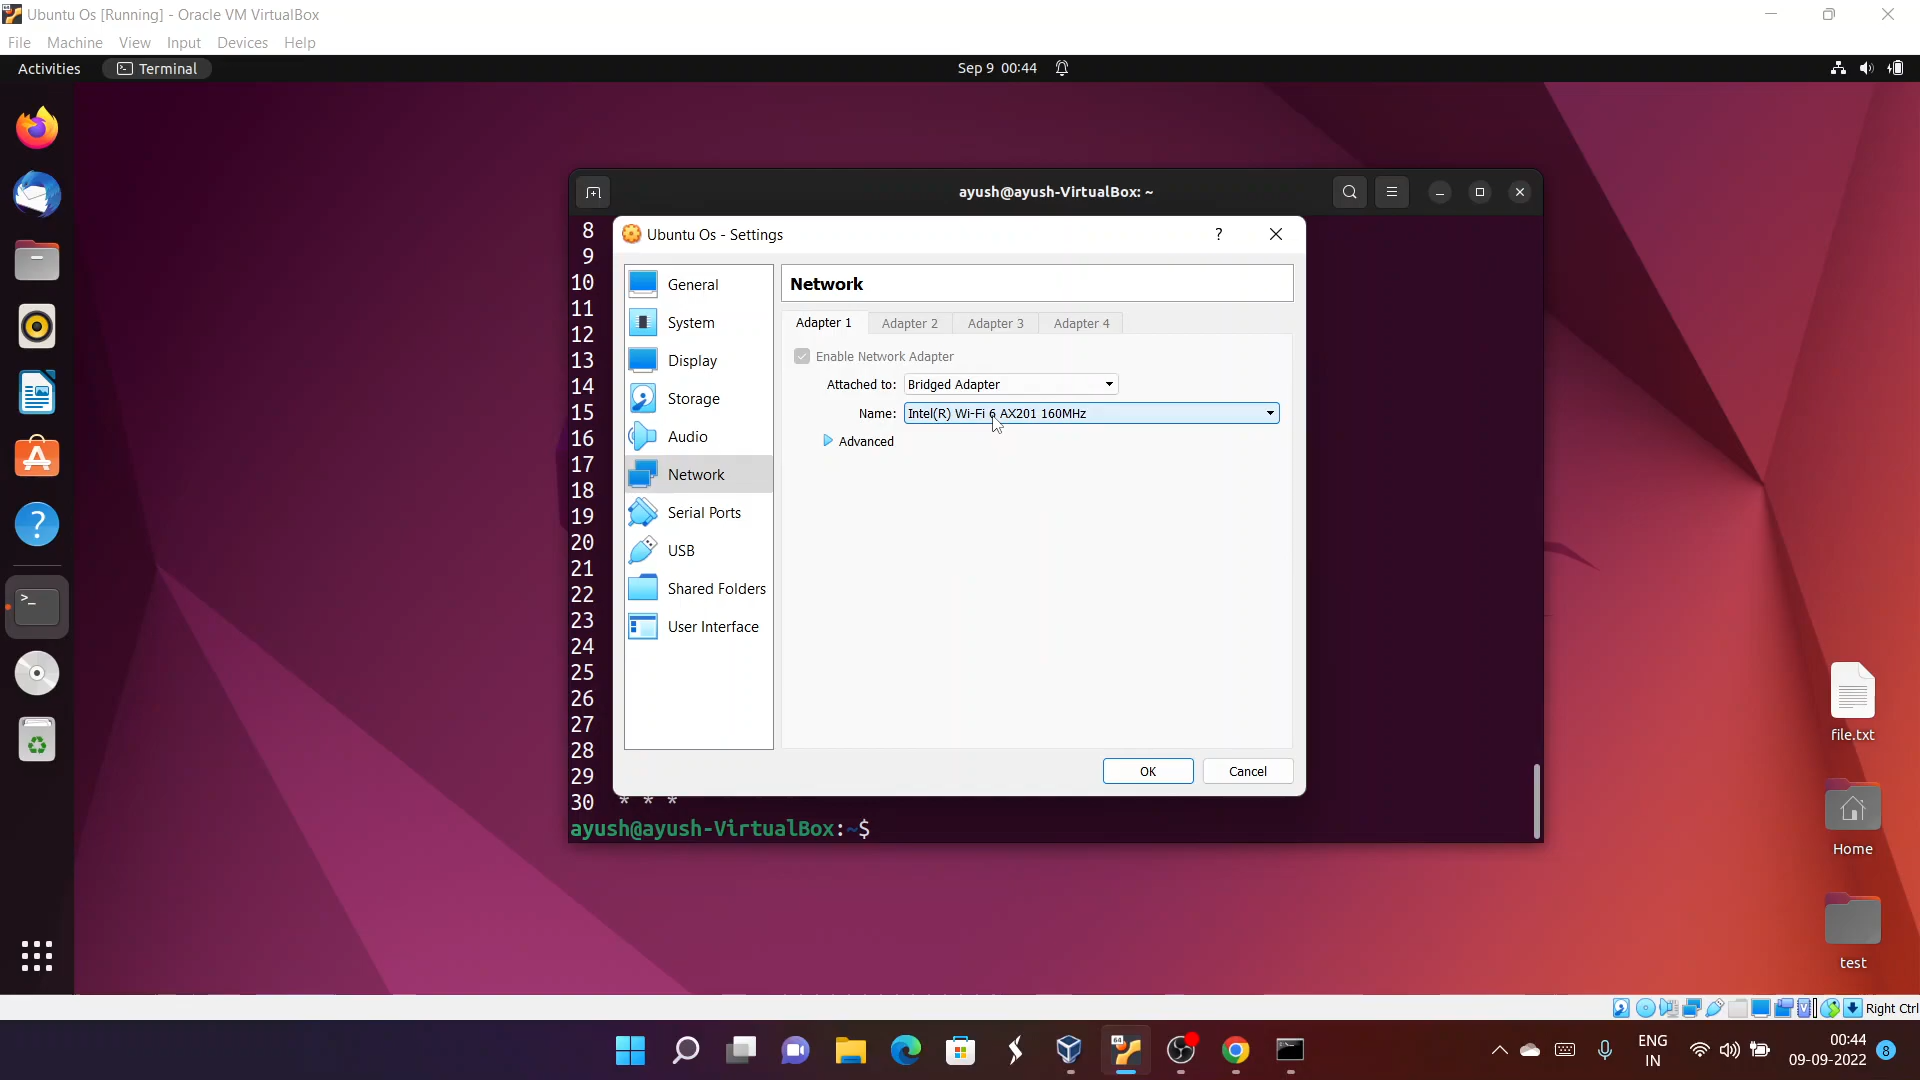 Ubuntu Os [Running] - Oracle VM VirtualBox
File Machine View Input Devices Help
Activities Terminal Sep 9 00:44
ayush@ayush-VirtualBox: ~
8
9
10
11
12
13
14
15
16
17
18
19
20
21
22
23
24
25
26
27
28
29
30 * * *
ayush@ayush-VirtualBox:~$
Ubuntu Os - Settings ?
General
System
Display
Storage
Audio
Network
Serial Ports
USB
Shared Folders
User Interface
Network
Adapter 1 Adapter 2 Adapter 3 Adapter 4
Enable Network Adapter
Attached to: Bridged Adapter
Name: Intel(R) Wi-Fi 6 AX201 160MHz
Advanced
OK Cancel
file.txt
Home
test
Right Ctrl
ENG
IN
00:44
09-09-2022
8